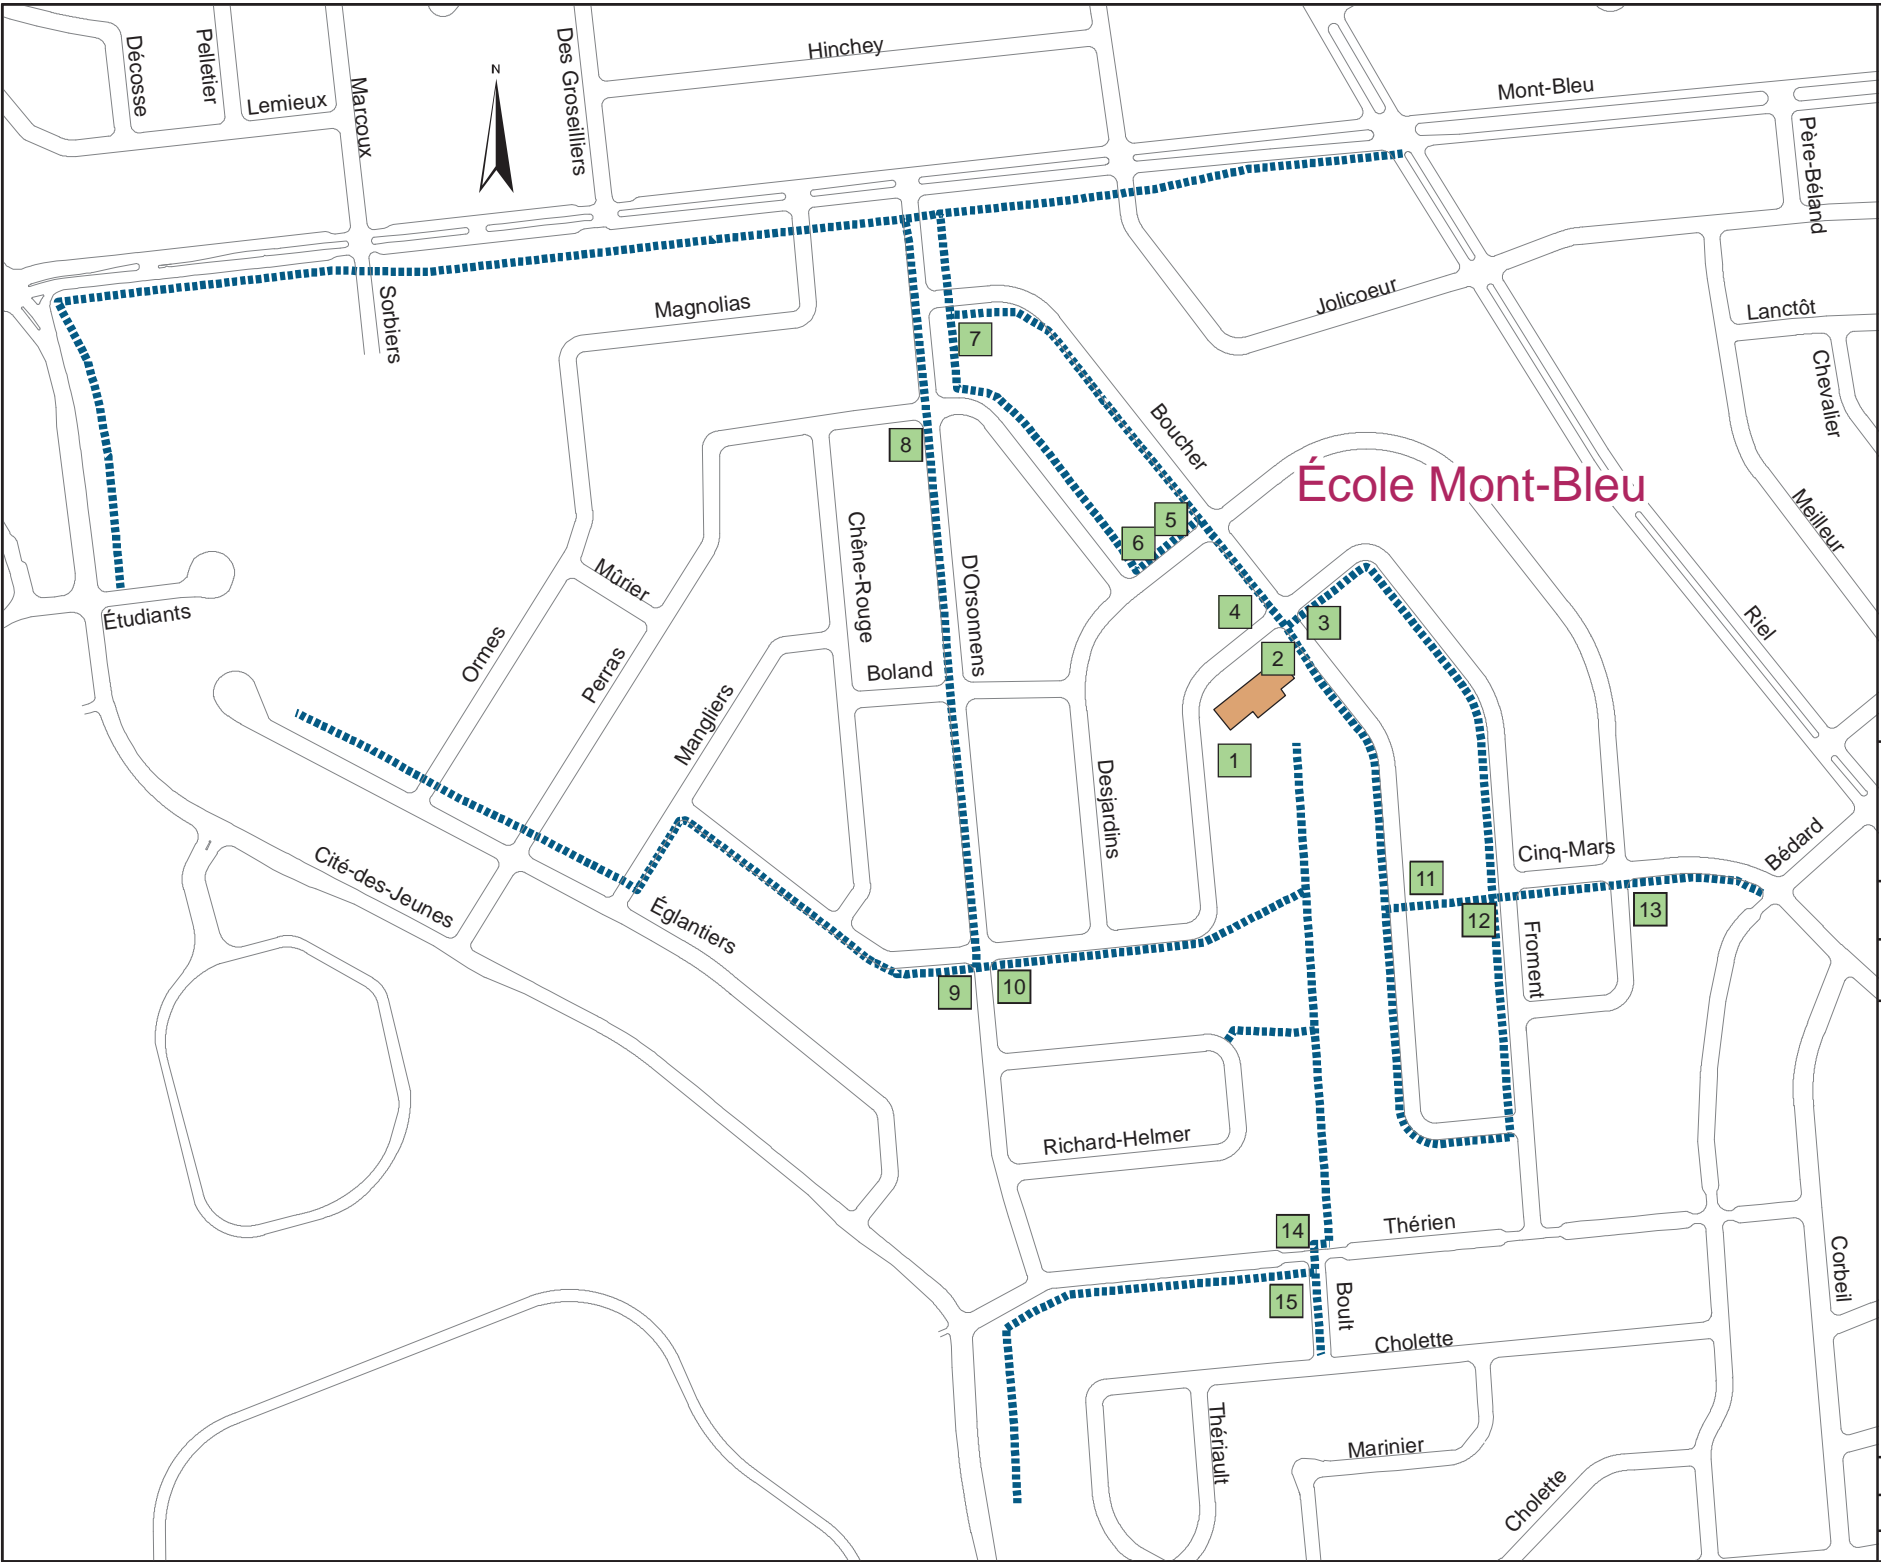 Décosse
Pelletier
Lemieux
Marcoux
N
Des Groseilliers
Hinchey
Mont-Bleu
Père-Béland
Sorbiers
Magnolias
7
Jolicoeur
Lanctôt
Chevalier
8
Boucher
École Mont-Bleu
Meilleur
5
6
Chêne-Rouge
D'Orsonnens
Mûrier
Étudiants
4
3
2
Riel
Ormes
Perras
Boland
Mangliers
1
Desjardins
Cité-des-Jeunes
Églantiers
Cinq-Mars
Bédard
11
12
13
Froment
9
10
Richard-Helmer
14
Thérien
Corbeil
15
Boult
Cholette
Thériault
Marinier
Cholette